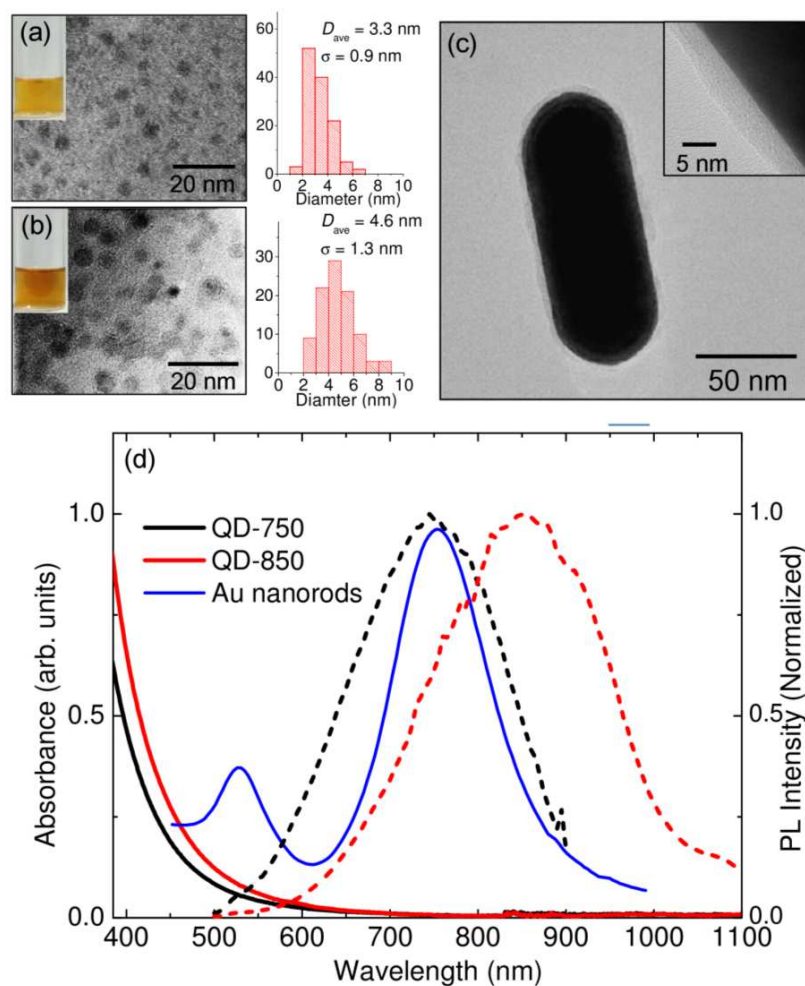 (a)
20 nm
D_ave = 3.3 nm
σ = 0.9 nm
60
40
20
0
0 2 4 6 8 10
Diameter (nm)
(b)
20 nm
D_ave = 4.6 nm
σ = 1.3 nm
30
20
10
0
0 2 4 6 8 10
Diamter (nm)
(c)
5 nm
50 nm
(d)
QD-750
QD-850
Au nanorods
Absorbance (arb. units)
1.0
0.5
0.0
PL Intensity (Normalized)
1.0
0.5
0.0
400 500 600 700 800 900 1000 1100
Wavelength (nm)